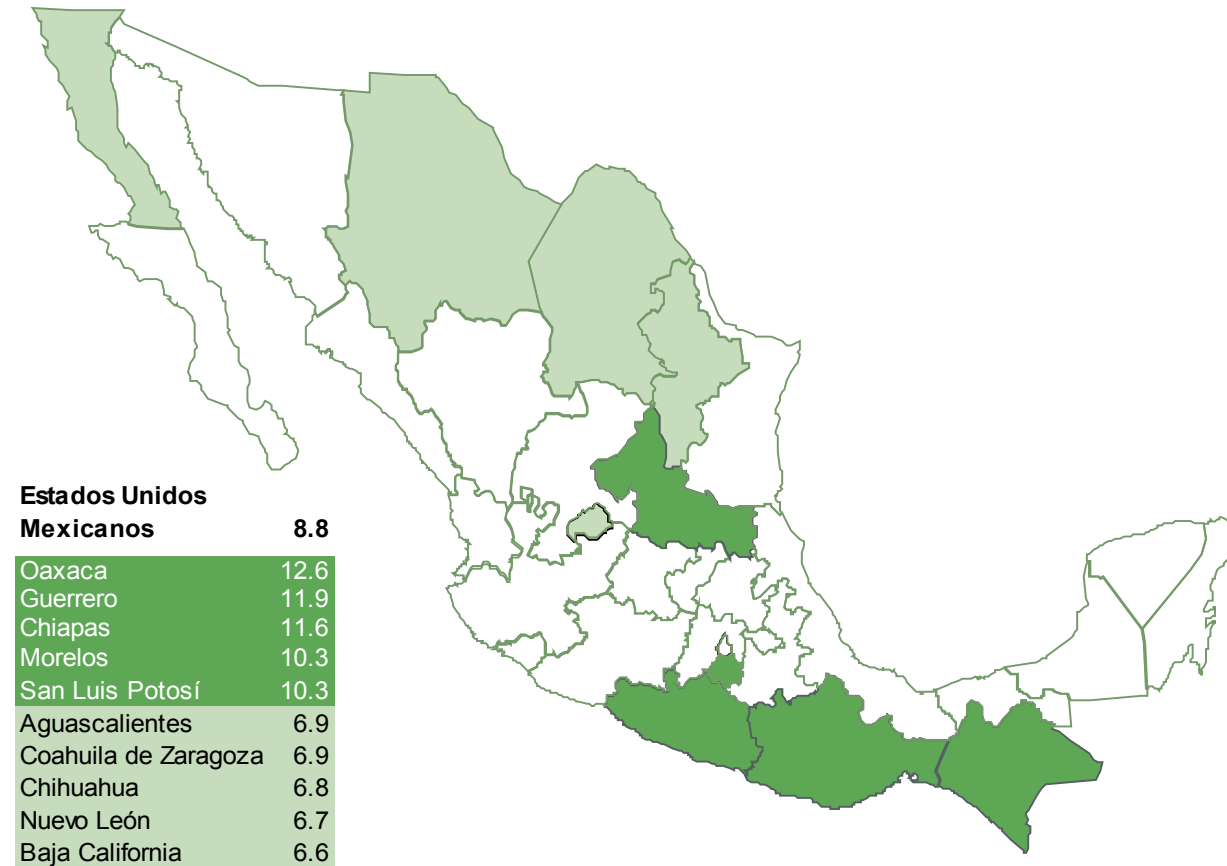 Estados Unidos
Mexicanos 8.8
Oaxaca 12.6
Guerrero 11.9
Chiapas 11.6
Morelos 10.3
San Luis Potosí 10.3
Aguascalientes 6.9
Coahuila de Zaragoza 6.9
Chihuahua 6.8
Nuevo León 6.7
Baja California 6.6